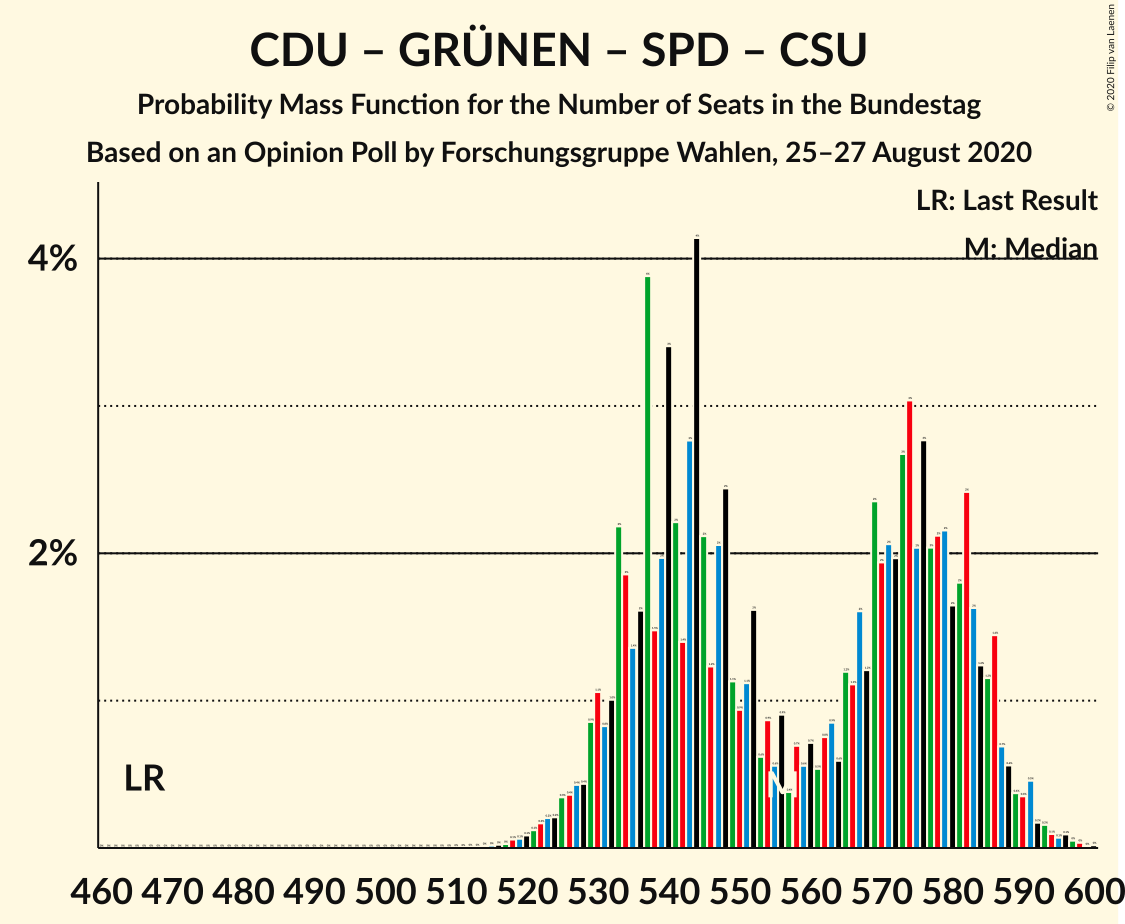 CDU – GRÜNEN – SPD – CSU
Probability Mass Function for the Number of Seats in the Bundestag
Based on an Opinion Poll by Forschungsgruppe Wahlen, 25–27 August 2020
© 2020 Filip van Laenen
LR: Last Result
M: Median
4%
2%
LR
M
460 470 480 490 500 510 520 530 540 550 560 570 580 590 600